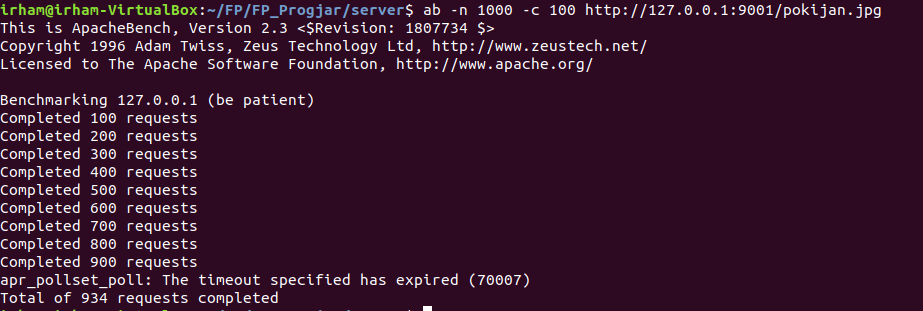 irham@irham-VirtualBox:~/FP/FP_Progjar/server$ ab -n 1000 -c 100 http://127.0.0.1:9001/pokijan.jpg
This is ApacheBench, Version 2.3 <$Revision: 1807734 $>
Copyright 1996 Adam Twiss, Zeus Technology Ltd, http://www.zeustech.net/
Licensed to The Apache Software Foundation, http://www.apache.org/

Benchmarking 127.0.0.1 (be patient)
Completed 100 requests
Completed 200 requests
Completed 300 requests
Completed 400 requests
Completed 500 requests
Completed 600 requests
Completed 700 requests
Completed 800 requests
Completed 900 requests
apr_pollset_poll: The timeout specified has expired (70007)
Total of 934 requests completed